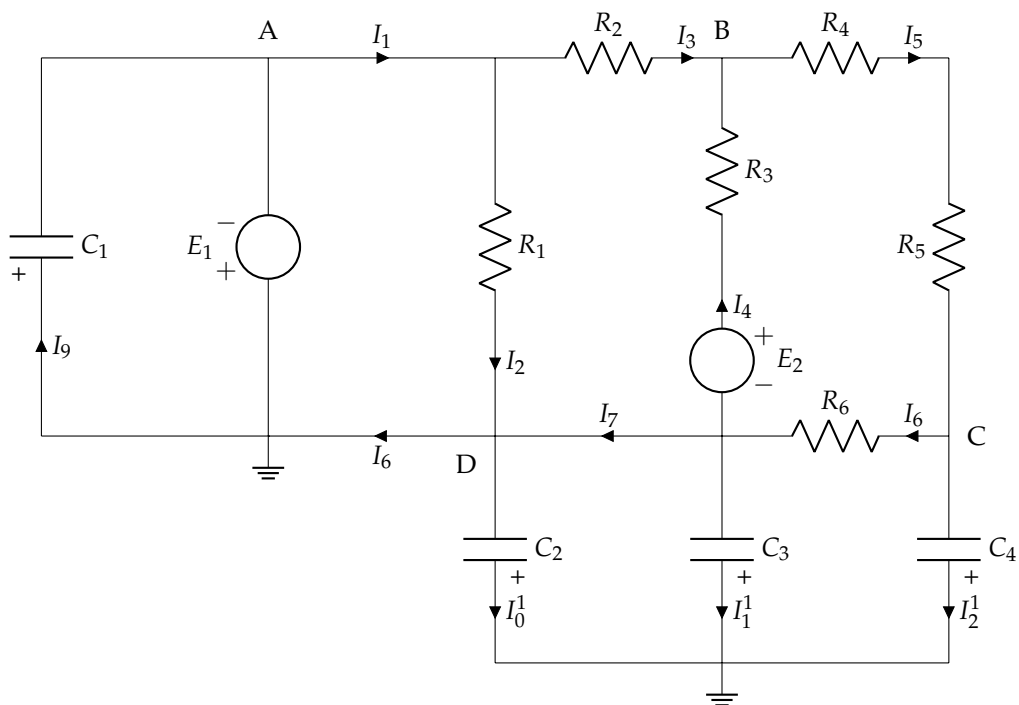 A
I₁
R₂
I₃
B
R₄
I₅
R₃
C₁
+
E₁
−
+
R₁
R₅
I₉
I₂
I₄
E₂
+
−
R₆
I₆
C
I₇
I₆
D
C₂
+
C₃
+
C₄
+
I₀¹
I₁¹
I₂¹